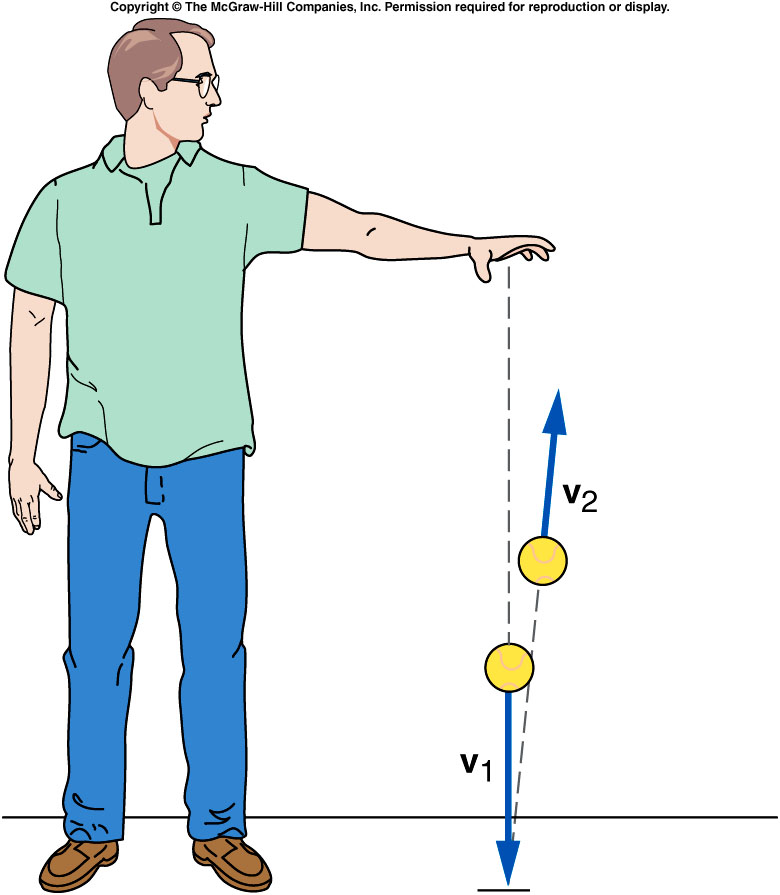 Copyright © The McGraw-Hill Companies, Inc. Permission required for reproduction or display.
v2
v1